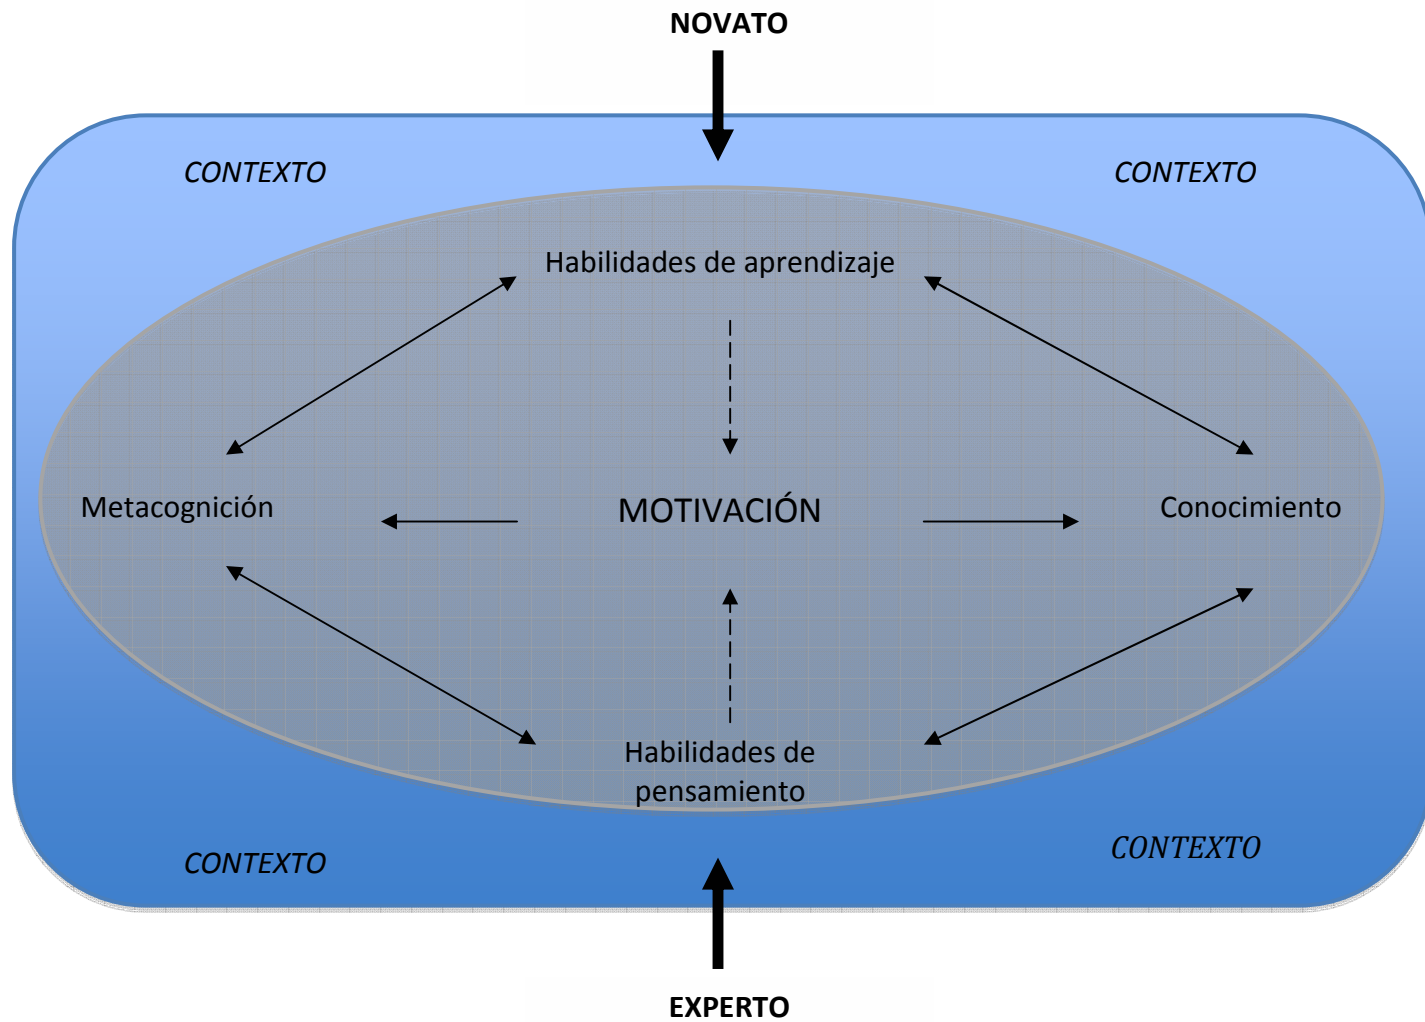 NOVATO
CONTEXTO
CONTEXTO
Habilidades de aprendizaje
Metacognición
MOTIVACIÓN
Conocimiento
Habilidades de
pensamiento
CONTEXTO
CONTEXTO
EXPERTO